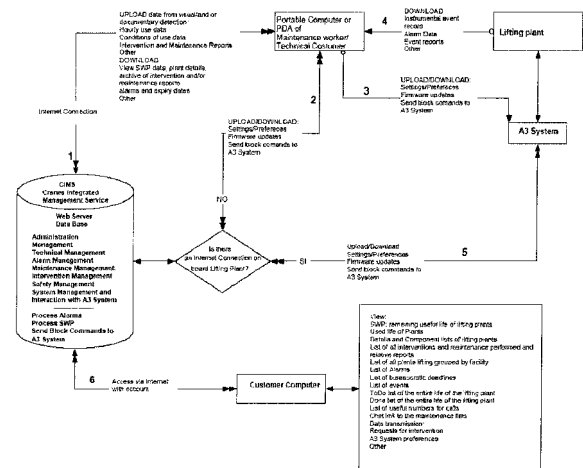 UPLOAD data from visual/and/or
documentary detection
Hourly use data
Conditions of use data
Intervention and Maintenance Reports
Other
DOWNLOAD
View SWP data, plant details,
archive of intervention and/or
maintenance reports
alarms and expiry dates
Other
Internet Connection
1
Portable Computer or
PDA of
Maintenance worker/
Technical Costumer
4
DOWNLOAD
Instrumental event
record
Alarm Data
Event reports
Other
Lifting plant
2
3
UPLOAD/DOWNLOAD:
Settings/Prefereces
Firmware updates
Send block comands to
A3 System
UPLOAD/DOWNLOAD:
Settings/Prefereces
Firmware updates
Send block comands to
A3 System
A3 System
NO
CIMS
Cranes Integrated
Management Service
Web Server
Data Base
Administration
Management
Technical Management
Alarm Management
Maintenance Management
Intervention Management
Safety Management
System Management and
Interaction with A3 System
Process Alarms
Process SWP
Send Block Commands to
A3 System
Is there
an Internet Connection on
board Lifting Plant?
SI
5
Upload/Download
Settings/Preferences
Firmware updates
Send block commands to
A3 System
6
Access via Internet
with account
Customer Computer
View:
SWP: remaining useful life of lifting plants
Used life of Plants
Details and Component lists of lifting plants
List of all interventions and maintenance performed and
relative reports
List of all plants lifting grouped by facility
List of Alarms
List of bureaucratic deadlines
List of events
ToDo list of the entire life of the lifting plant
Done list of the entire life of the lifting plant
List of useful numbers for calls
Chat link to the maintenance firm
Data transmission
Requests for intervention
A3 System preferences
Other